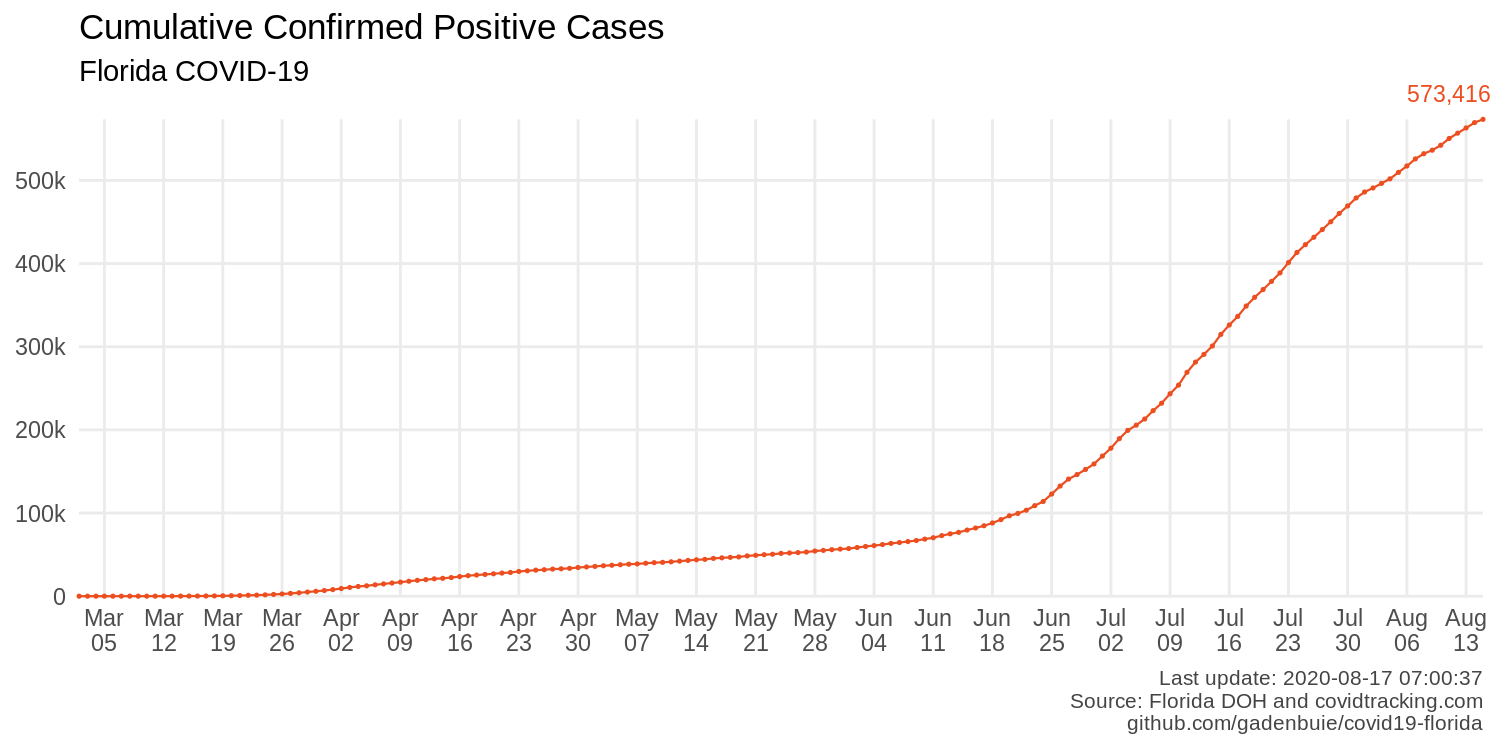 Cumulative Confirmed Positive Cases
Florida COVID-19
573,416
500k
400k
300k
200k
100k
0
Mar Mar Mar Mar Apr Apr Apr Apr Apr May May May May Jun Jun Jun Jun Jul Jul Jul Jul Jul Aug Aug
05 12 19 26 02 09 16 23 30 07 14 21 28 04 11 18 25 02 09 16 23 30 06 13
Last update: 2020-08-17 07:00:37
Source: Florida DOH and covidtracking.com
github.com/gadenbuie/covid19-florida